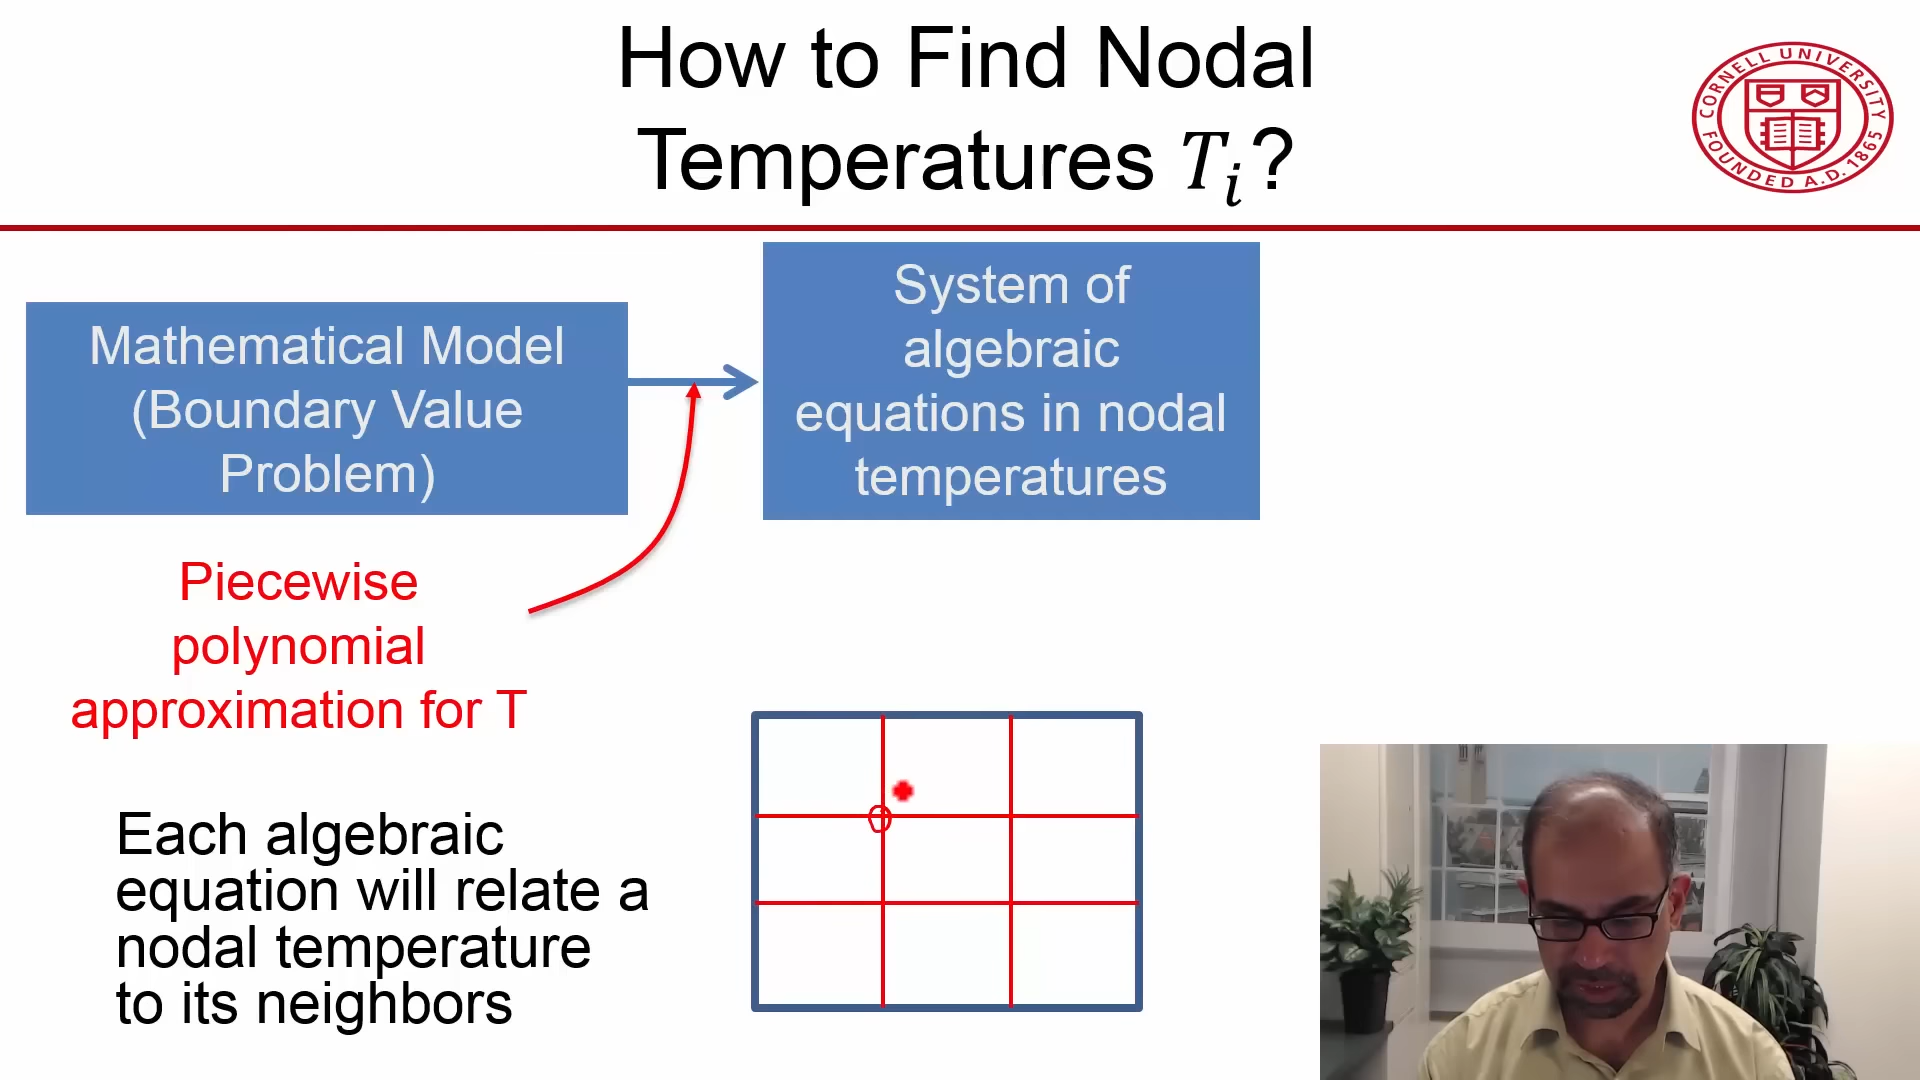 How to Find Nodal
Temperatures 𝑇𝑖?
CORNELL UNIVERSITY
FOUNDED A.D. 1865
Mathematical Model
(Boundary Value
Problem)
System of
algebraic
equations in nodal
temperatures
Piecewise
polynomial
approximation for T
Each algebraic
equation will relate a
nodal temperature
to its neighbors